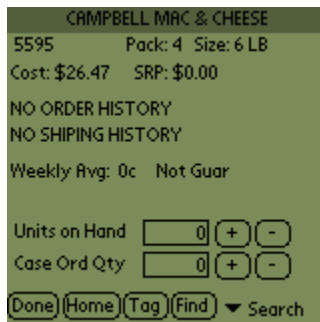 CAMPBELL MAC & CHEESE
5595 Pack: 4 Size: 6 LB
Cost: $26.47 SRP: $0.00
NO ORDER HISTORY
NO SHIPING HISTORY
Weekly Avg: 0c Not Guar
Units on Hand 0 + -
Case Ord Qty 0 + -
Done Home Tag Find Search